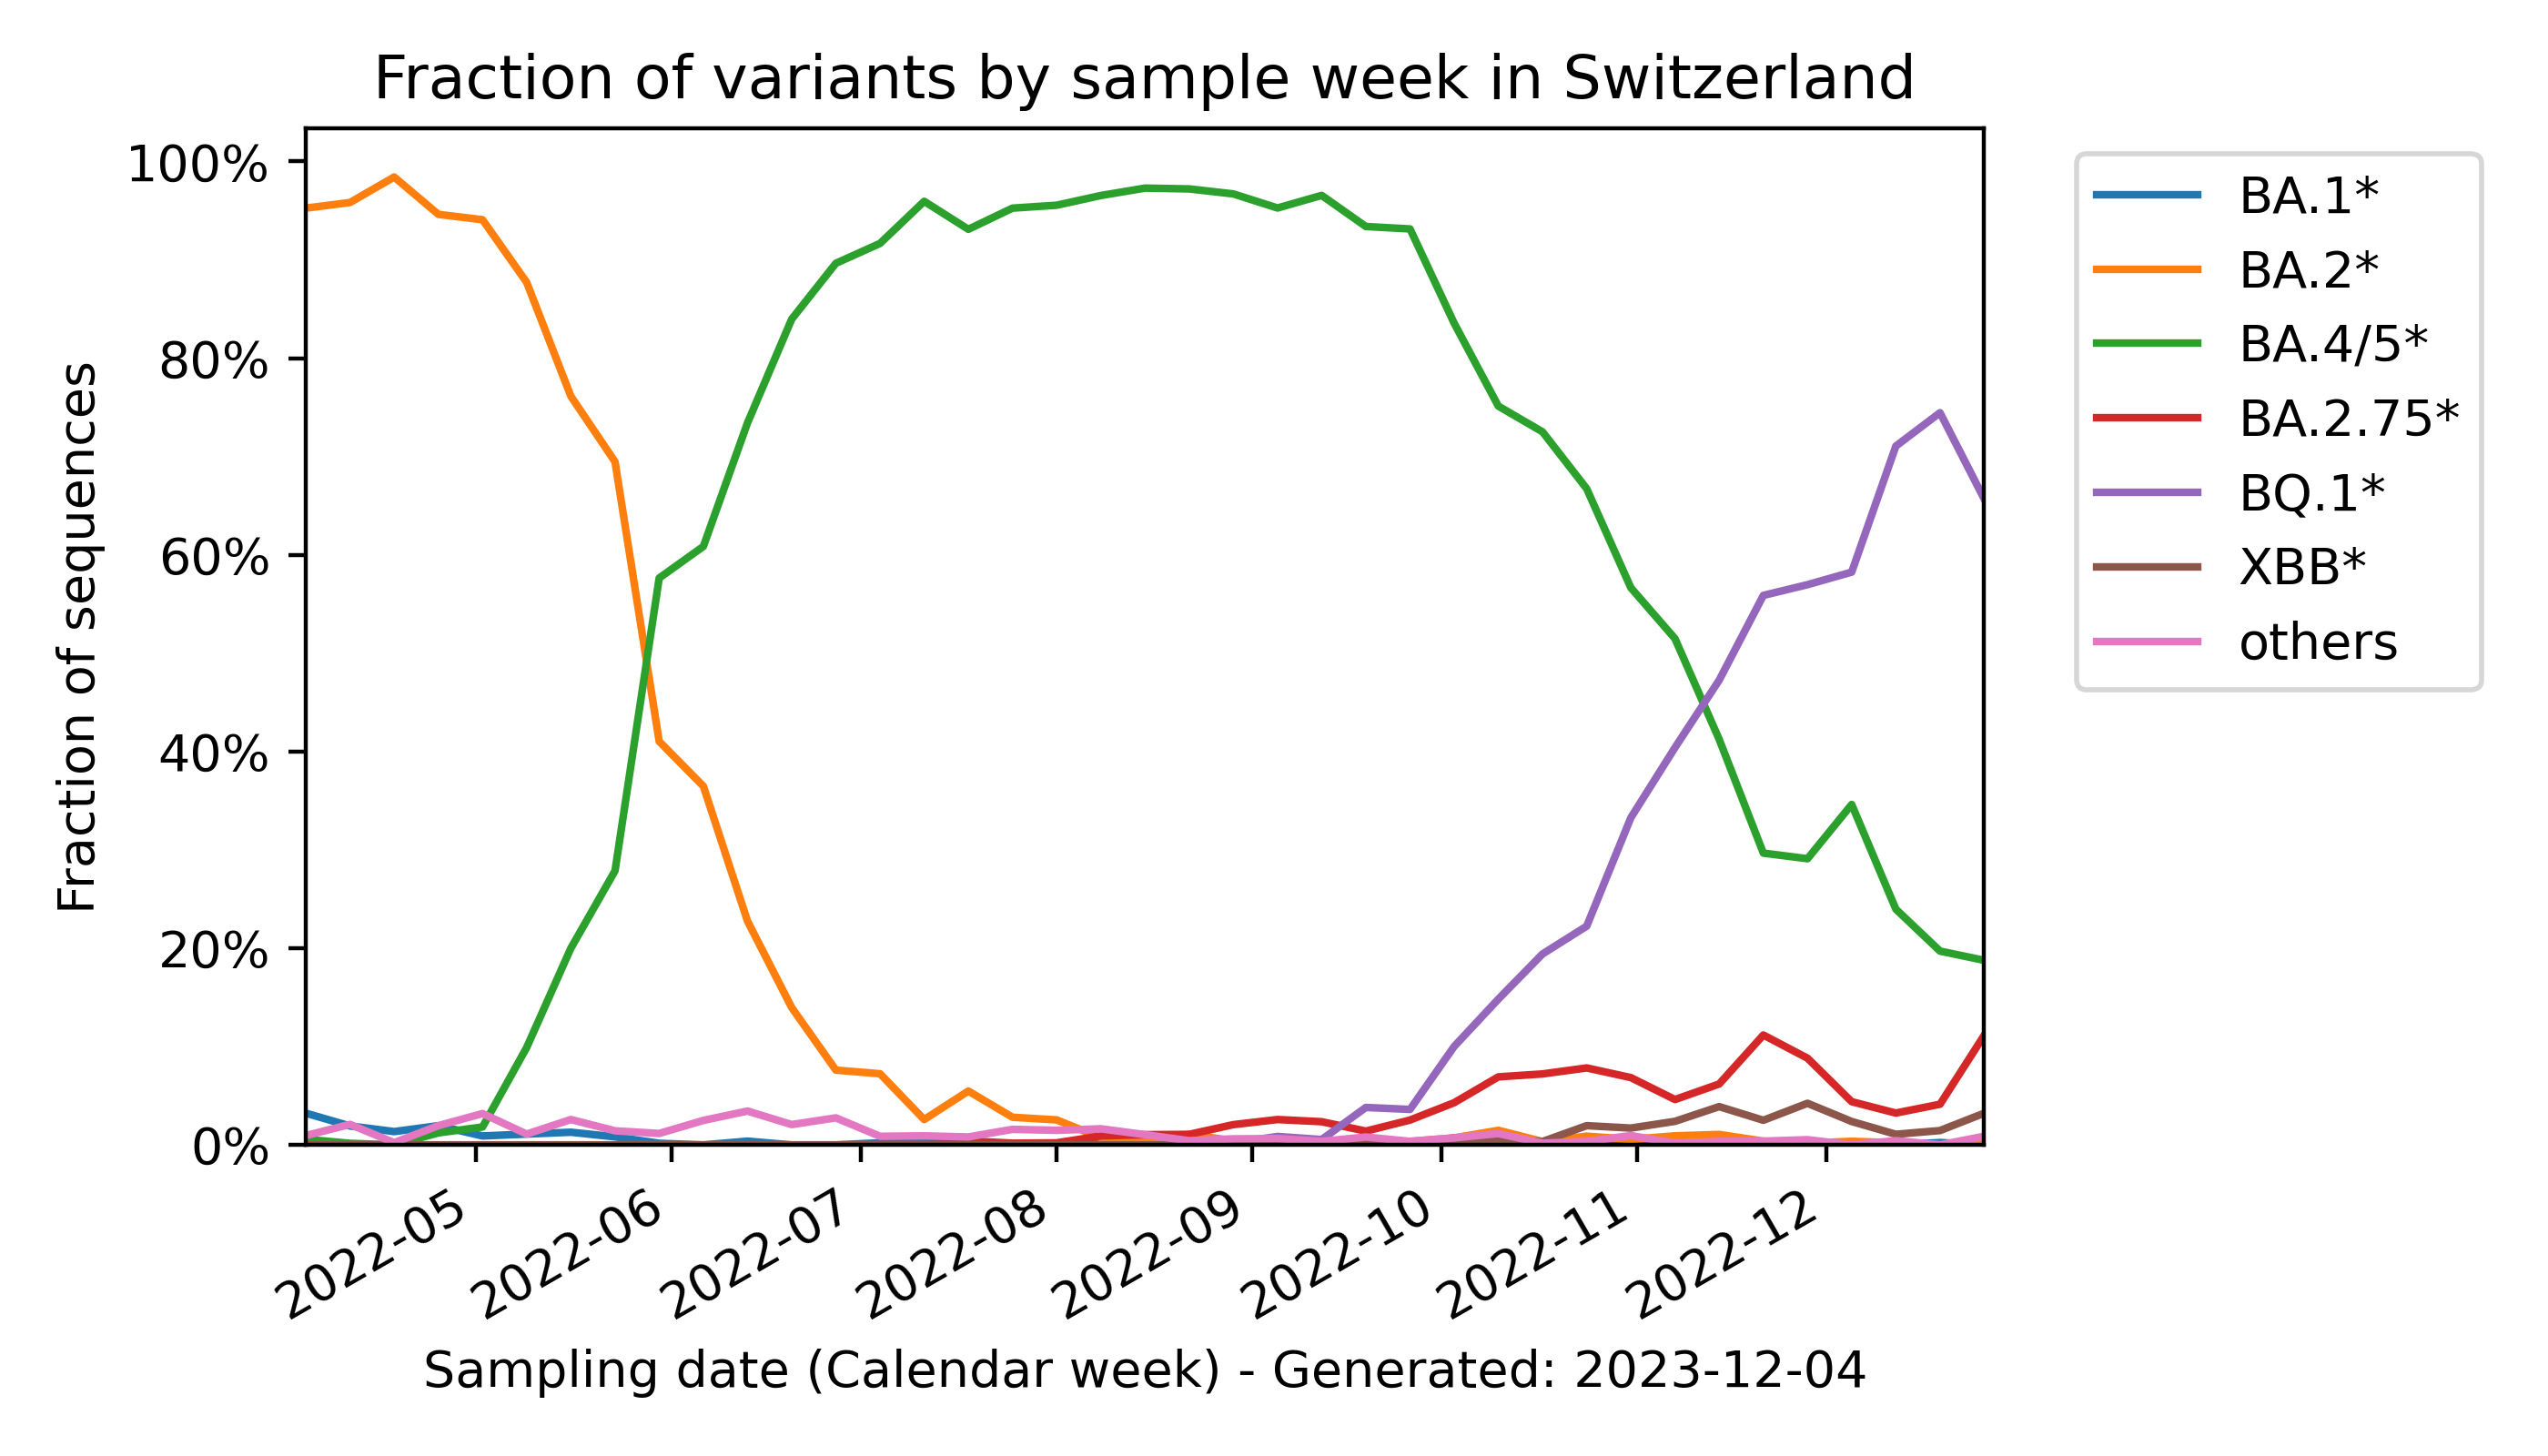 Fraction of variants by sample week in Switzerland
Fraction of sequences
100%
80%
60%
40%
20%
0%
2022-05
2022-06
2022-07
2022-08
2022-09
2022-10
2022-11
2022-12
Sampling date (Calendar week) - Generated: 2023-12-04
BA.1*
BA.2*
BA.4/5*
BA.2.75*
BQ.1*
XBB*
others